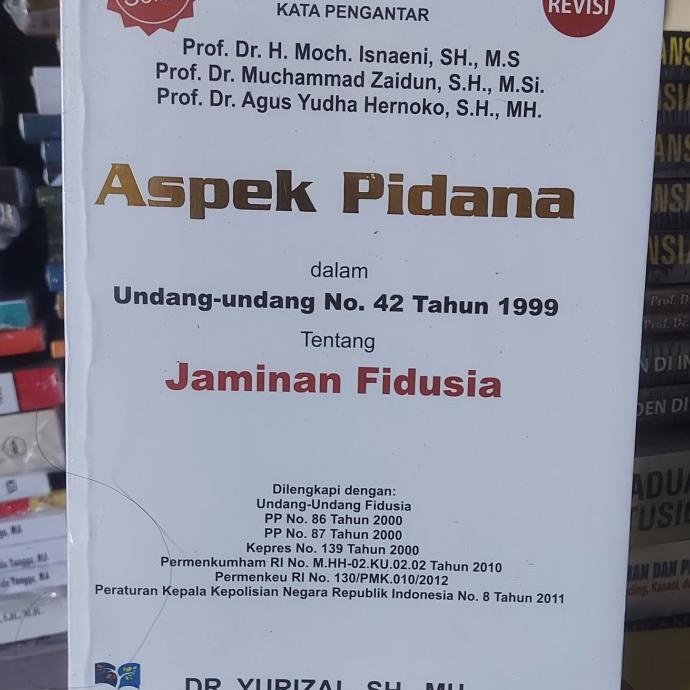 KATA PENGANTAR
REVISI
Prof. Dr. H. Moch. Isnaeni, SH., M.S
Prof. Dr. Muchammad Zaidun, S.H., M.Si.
Prof. Dr. Agus Yudha Hernoko, S.H., MH.
Aspek Pidana
dalam
Undang-undang No. 42 Tahun 1999
Tentang
Jaminan Fidusia
Dilengkapi dengan:
Undang-Undang Fidusia
PP No. 86 Tahun 2000
PP No. 87 Tahun 2000
Kepres No. 139 Tahun 2000
Permenkumham RI No. M.HH-02.KU.02.02 Tahun 2010
Permenkeu RI No. 130/PMK.010/2012
Peraturan Kepala Kepolisian Negara Republik Indonesia No. 8 Tahun 2011
DR. YURIZAL, SH., MH.